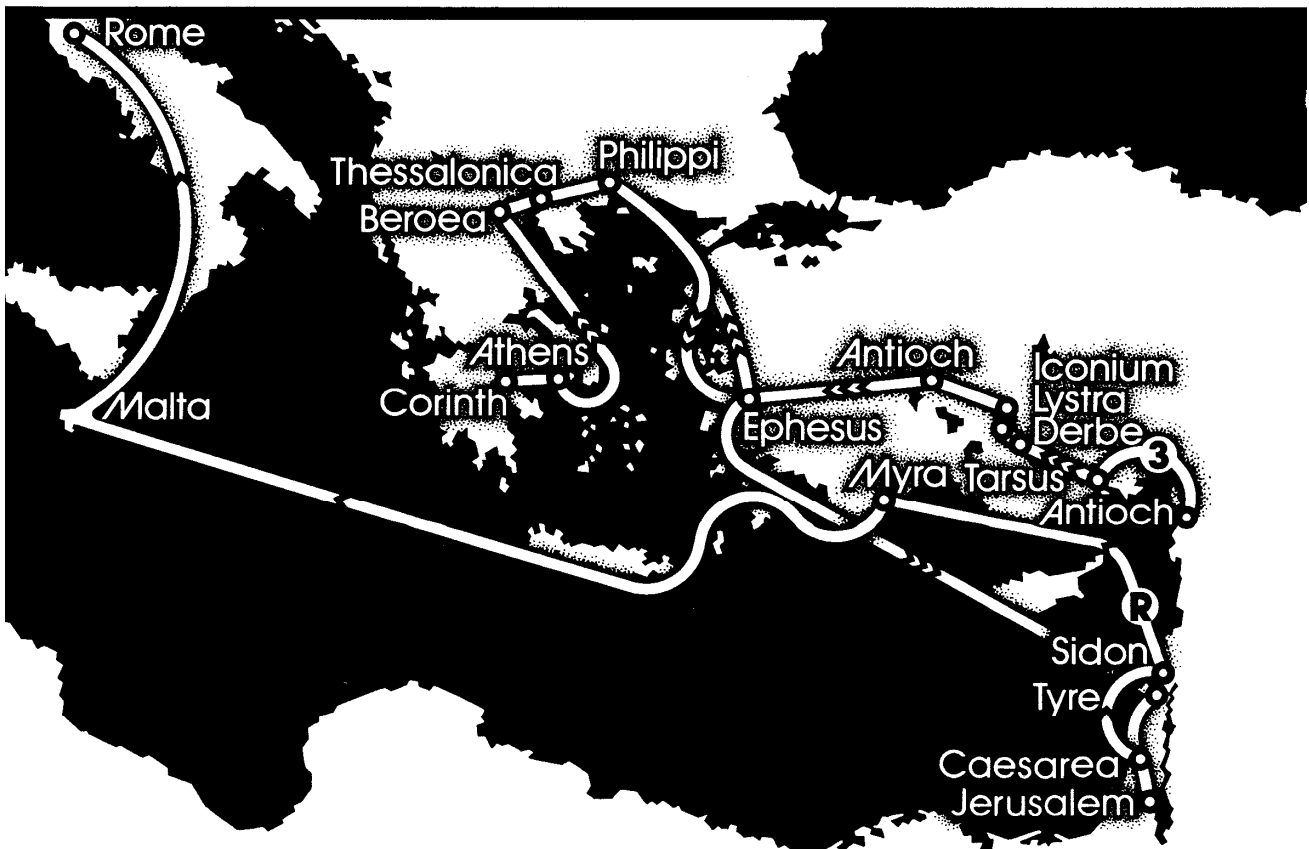 Rome
Philippi
Thessalonica
Beroea
Athens
Corinth
Malta
Antioch
Iconium
Lystra
Derbe
Ephesus
3
Myra
Tarsus
Antioch
R
Sidon
Tyre
Caesarea
Jerusalem